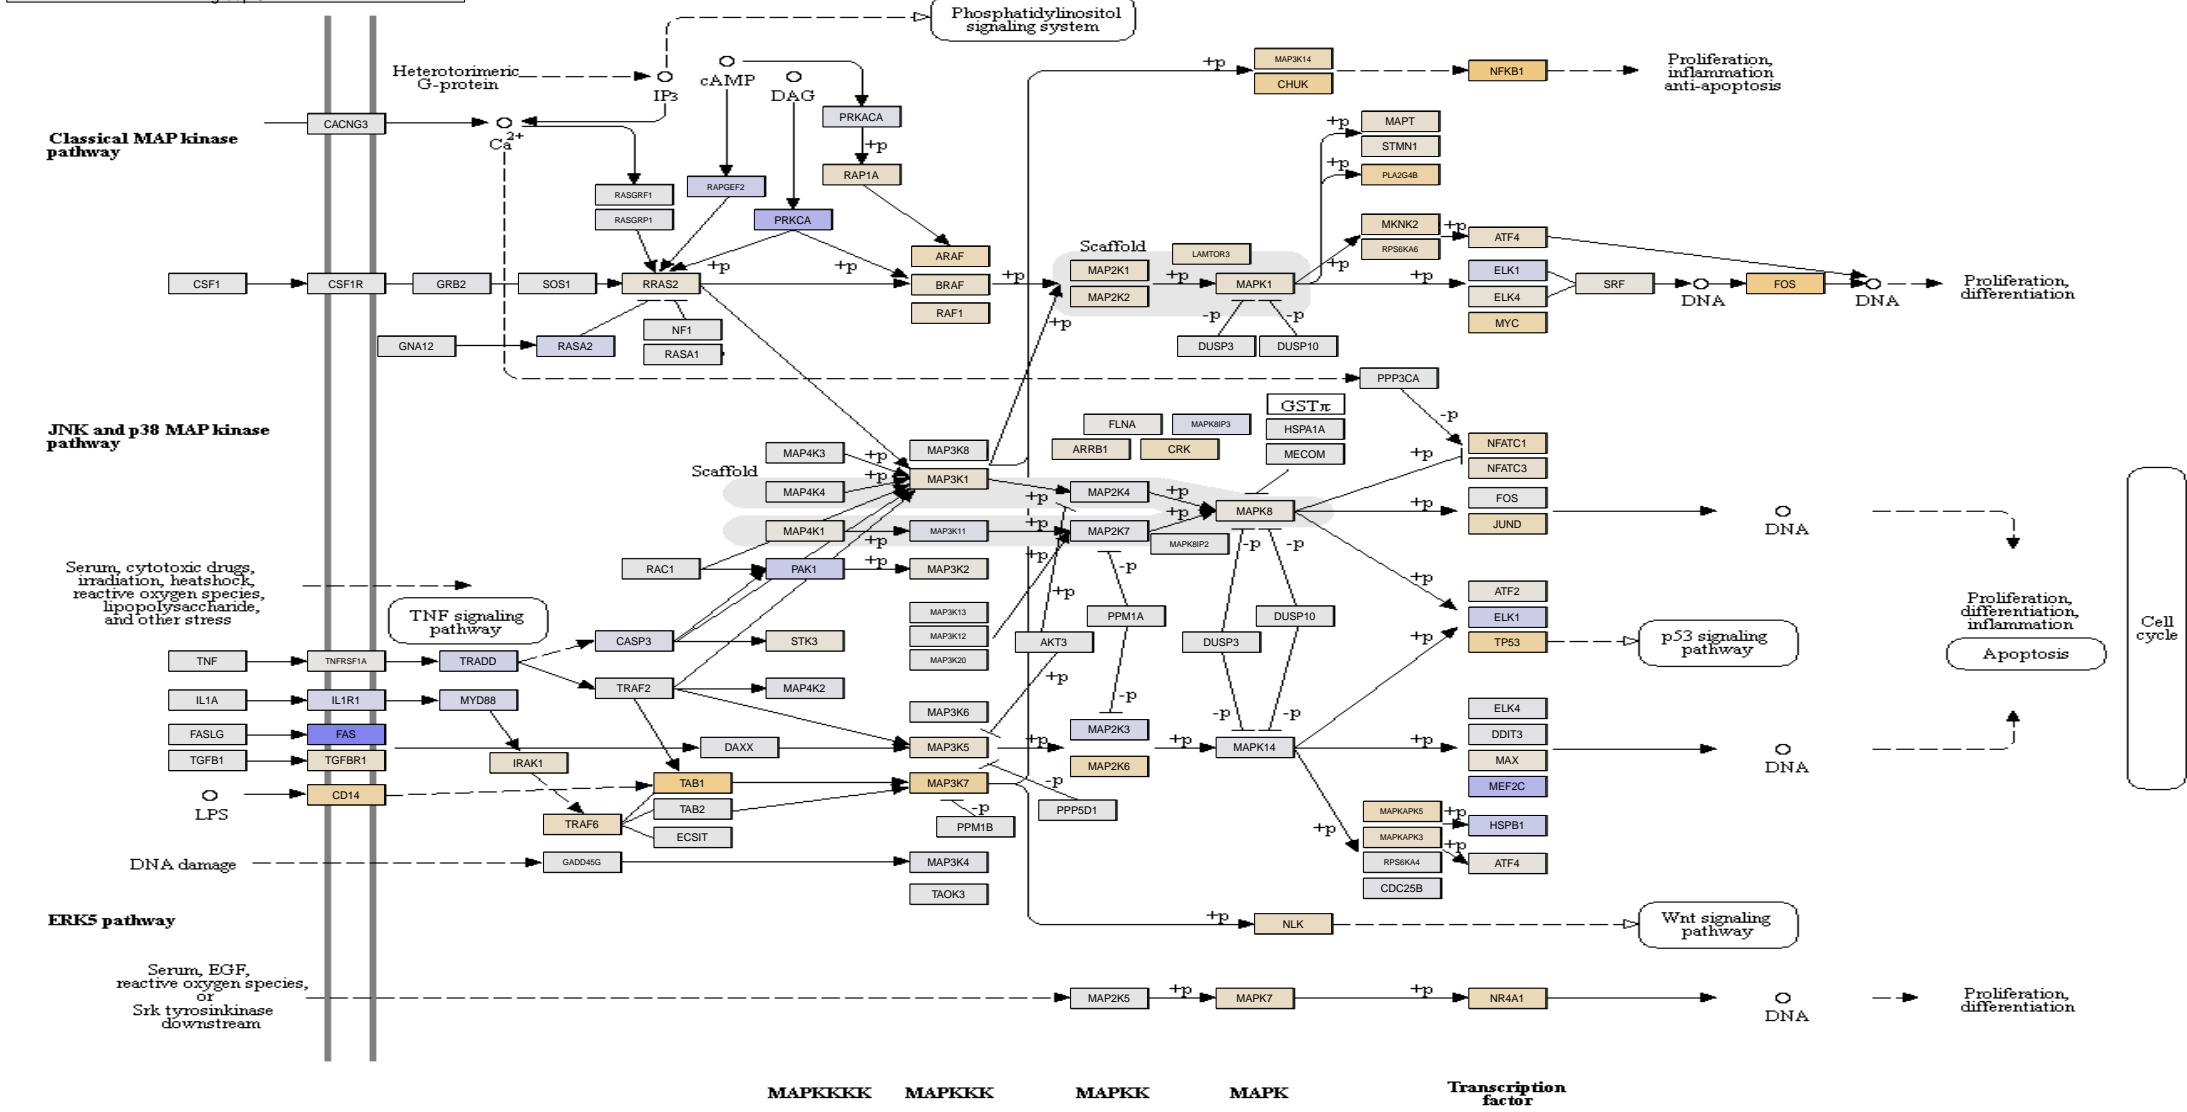 Phosphatidylinositol
signaling system
Heterotorimeric
G-protein
IP3
cAMP
DAG
PRKACA
+p
MAP3K14
CHUK
NFKB1
Proliferation,
inflammation
anti-apoptosis
Classical MAP kinase
pathway
CACNG3
Ca2+
+p
RAP1A
+p
MAPT
STMN1
+p
PLA2G4B
RASGRF1
RAPGEF2
RASGRP1
PRKCA
MKNK2
+p
ATF4
RPS6KA6
Scaffold
LAMTOR3
ARAF
+p
+p
MAP2K1
+p
+p
CSF1
CSF1R
GRB2
SOS1
RRAS2
BRAF
+p
MAP2K2
MAPK1
+p
ELK1
ELK4
SRF
DNA
FOS
DNA
Proliferation,
differentiation
RAF1
+p
MYC
-p
-p
NF1
GNA12
RASA2
RASA1
DUSP3
DUSP10
PPP3CA
-p
JNK and p38 MAP kinase
pathway
GSTπ
FLNA
MAPK8IP3
HSPA1A
ARRB1
CRK
MECOM
NFATC1
NFATC3
+p
Scaffold
MAP4K3
+p
MAP3K8
+p
MAP3K1
MAP4K4
+p
+p
MAP2K4
+p
MAPK8
+p
FOS
JUND
DNA
MAP4K1
MAP3K11
+p
MAP2K7
+p
MAPK8IP2
-p
-p
+p
+p
RAC1
PAK1
+p
MAP3K2
-p
+p
Serum, cytotoxic drugs,
irradiation, heatshock,
reactive oxygen species,
lipopolysaccharide,
and other stress
TNF signaling
pathway
+p
ATF2
ELK1
TP53
+p
p53 signaling
pathway
Proliferation,
differentiation,
inflammation
Apoptosis
Cell
cycle
MAP3K13
MAP3K12
MAP3K20
PPM1A
DUSP10
AKT3
DUSP3
CASP3
STK3
TNF
TNFRSF1A
TRADD
TRAF2
MAP4K2
+p
-p
IL1A
IL1R1
MYD88
MAP3K6
-p
-p
MAP2K3
ELK4
DDIT3
MAX
MEF2C
FASLG
FAS
DAXX
MAP3K5
+p
+p
MAPK14
+p
DNA
TGFB1
TGFBR1
IRAK1
MAP2K6
LPS
CD14
TAB1
MAP3K7
-p
TAB2
-p
PPP5D1
PPM1B
TRAF6
ECSIT
+p
MAPKAPK5
+p
HSPB1
MAPKAPK3
+p
RPS6KA4
ATF4
CDC25B
DNA damage
GADD45G
MAP3K4
TAOK3
ERK5 pathway
+p
NLK
Wnt signaling
pathway
Serum, EGF,
reactive oxygen species,
or
Srk tyrosinkinase
downstream
MAP2K5
+p
MAPK7
+p
NR4A1
DNA
Proliferation,
differentiation
MAPKKKK
MAPKKK
MAPKK
MAPK
Transcription
factor